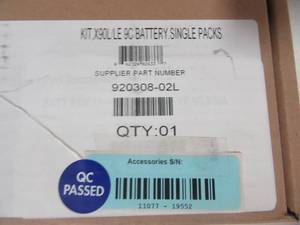 KIT,X90L/LE 9C BATTERY,SINGLE PACKS
SUPPLIER PART NUMBER
920308-02L
QTY:01
Accessories S/N:
QC
PASSED
11077 - 19552